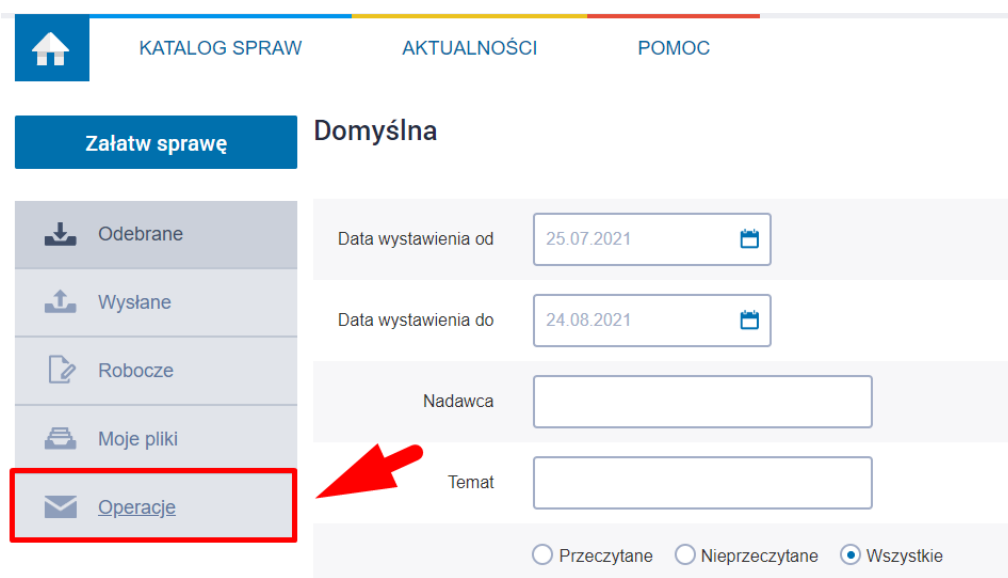 KATALOG SPRAW AKTUALNOŚCI POMOC
Załatw sprawę
Domyślna
Odebrane
Wysłane
Robocze
Moje pliki
Operacje
Data wystawienia od 25.07.2021
Data wystawienia do 24.08.2021
Nadawca
Temat
Przeczytane Nieprzeczytane Wszystkie